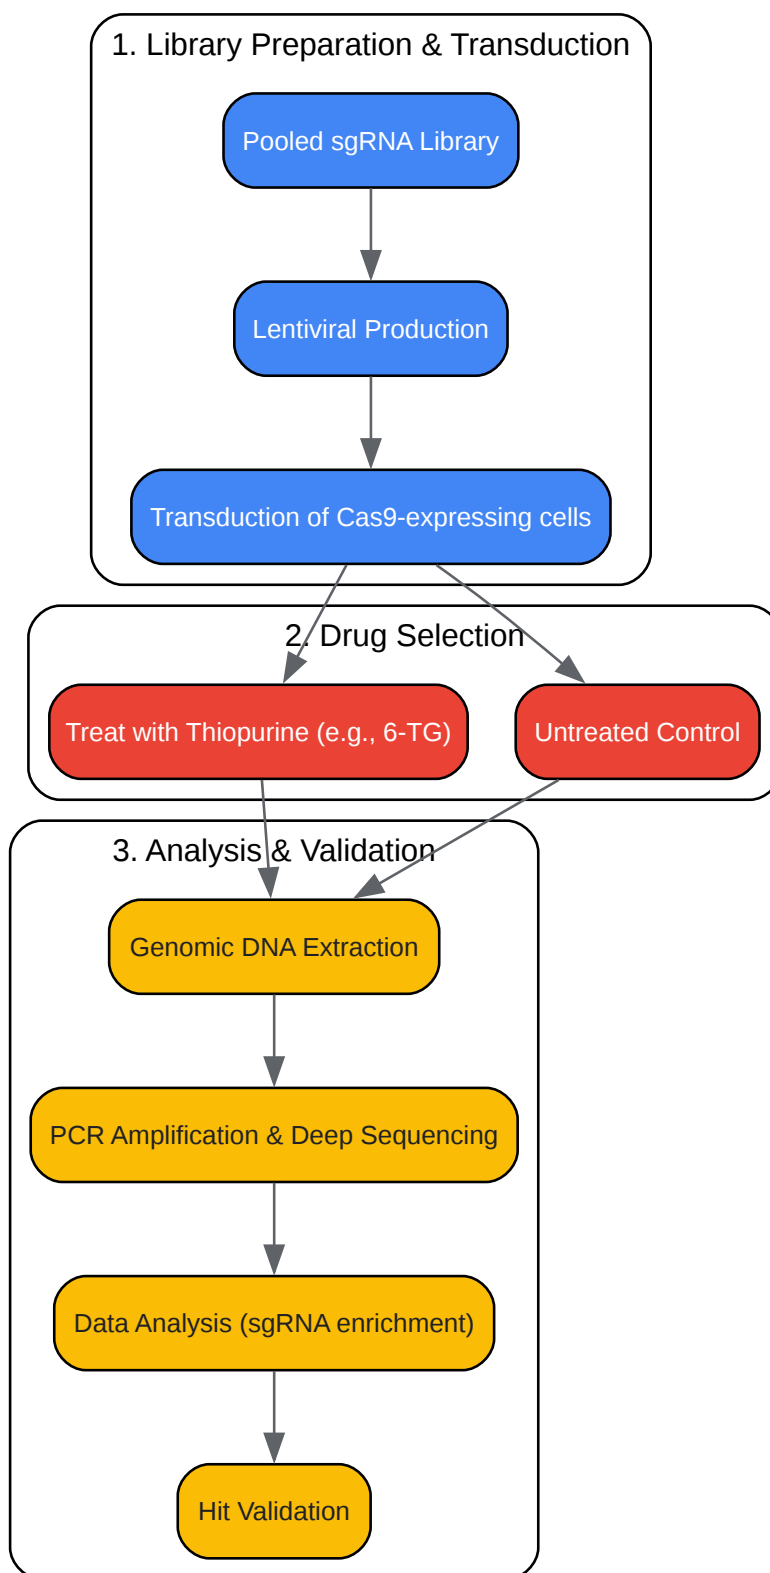 1. Library Preparation & Transduction
Pooled sgRNA Library
Lentiviral Production
Transduction of Cas9-expressing cells
2. Drug Selection
Treat with Thiopurine (e.g., 6-TG)
Untreated Control
3. Analysis & Validation
Genomic DNA Extraction
PCR Amplification & Deep Sequencing
Data Analysis (sgRNA enrichment)
Hit Validation